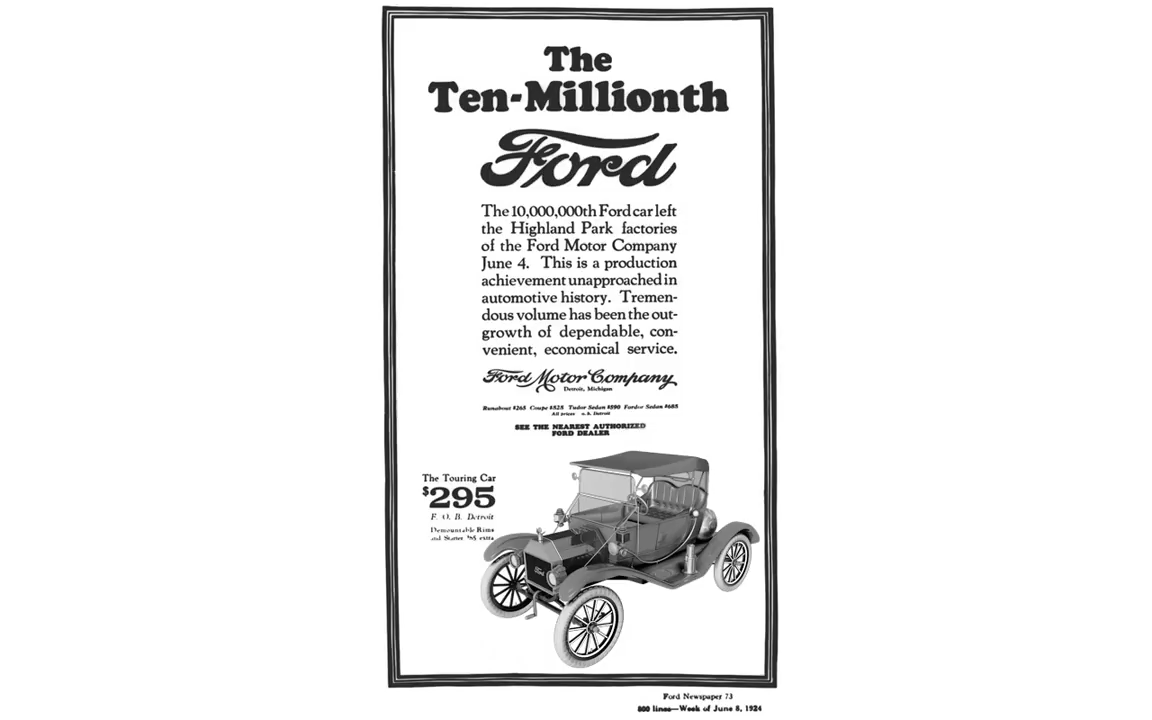 The
Ten-Millionth
Ford
The 10,000,000th Ford car left
the Highland Park factories
of the Ford Motor Company
June 4. This is a production
achievement unapproached in
automotive history. Tremen-
dous volume has been the out-
growth of dependable, con-
venient, economical service.
Ford Motor Company
Detroit, Michigan
Runabout $265 Coupe $525 Tudor Sedan $590 Fordor Sedan $685
All prices o. b. Detroit
SEE THE NEAREST AUTHORIZED
FORD DEALER
The Touring Car
$295
F. O. B. Detroit
Demountable Rims
and Starter extra
Ford
Ford Newspaper 73
800 lines—Week of June 8, 1924